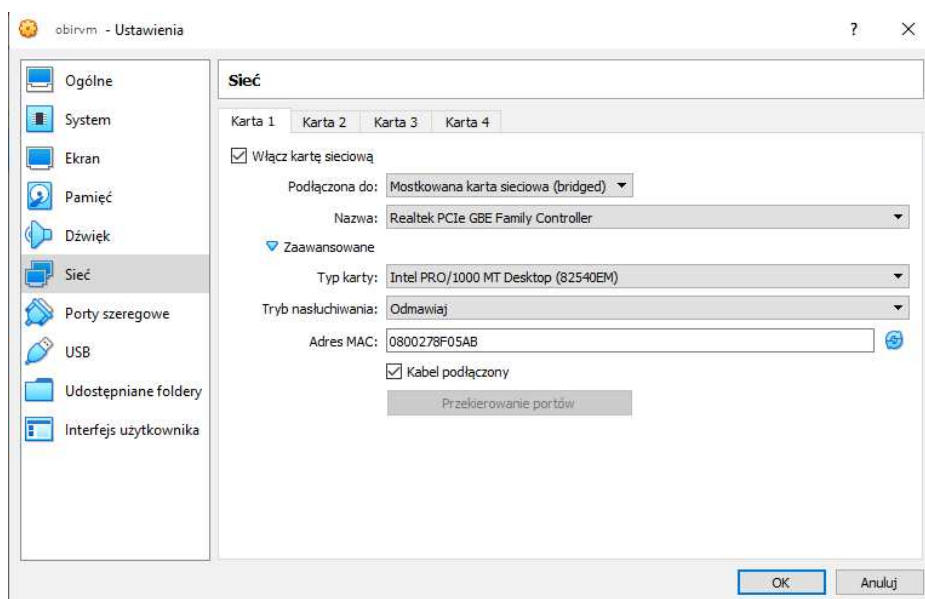 obirvm - Ustawienia
?
Ogólne
System
Ekran
Pamięć
Dźwięk
Sieć
Porty szeregowe
USB
Udostępniane foldery
Interfejs użytkownika
Sieć
Karta 1 Karta 2 Karta 3 Karta 4
Włącz kartę sieciową
Podłączona do: Mostkowana karta sieciowa (bridged)
Nazwa: Realtek PCIe GBE Family Controller
Zaawansowane
Typ karty: Intel PRO/1000 MT Desktop (82540EM)
Tryb nasłuchiwania: Odmawiaj
Adres MAC: 0800278F05AB
Kabel podłączony
Przekierowanie portów
OK Anuluj